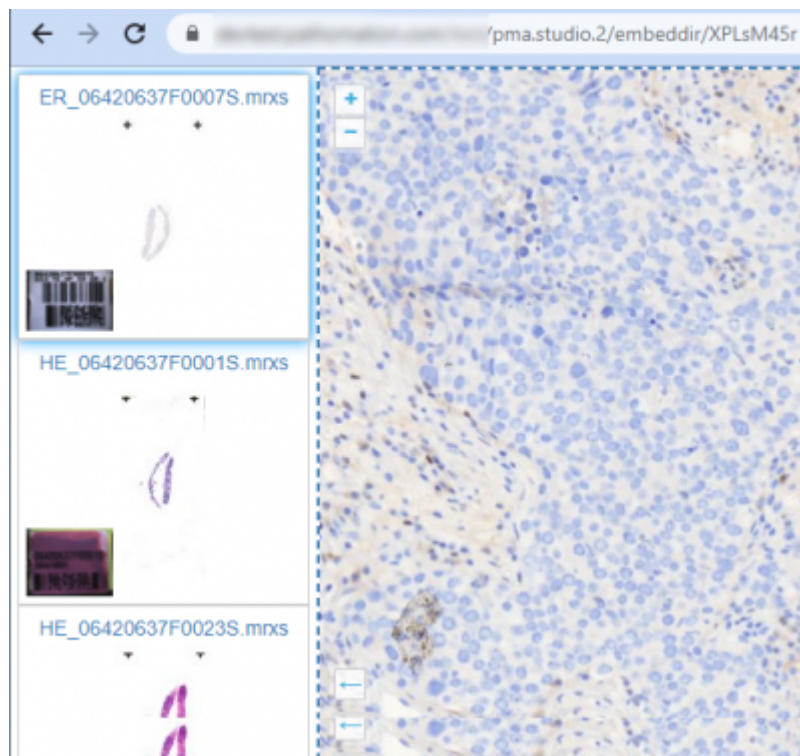 /pma.studio.2/embeddir/XPLsM45r
ER_06420637F0007S.mrxs
HE_06420637F0001S.mrxs
HE_06420637F0023S.mrxs